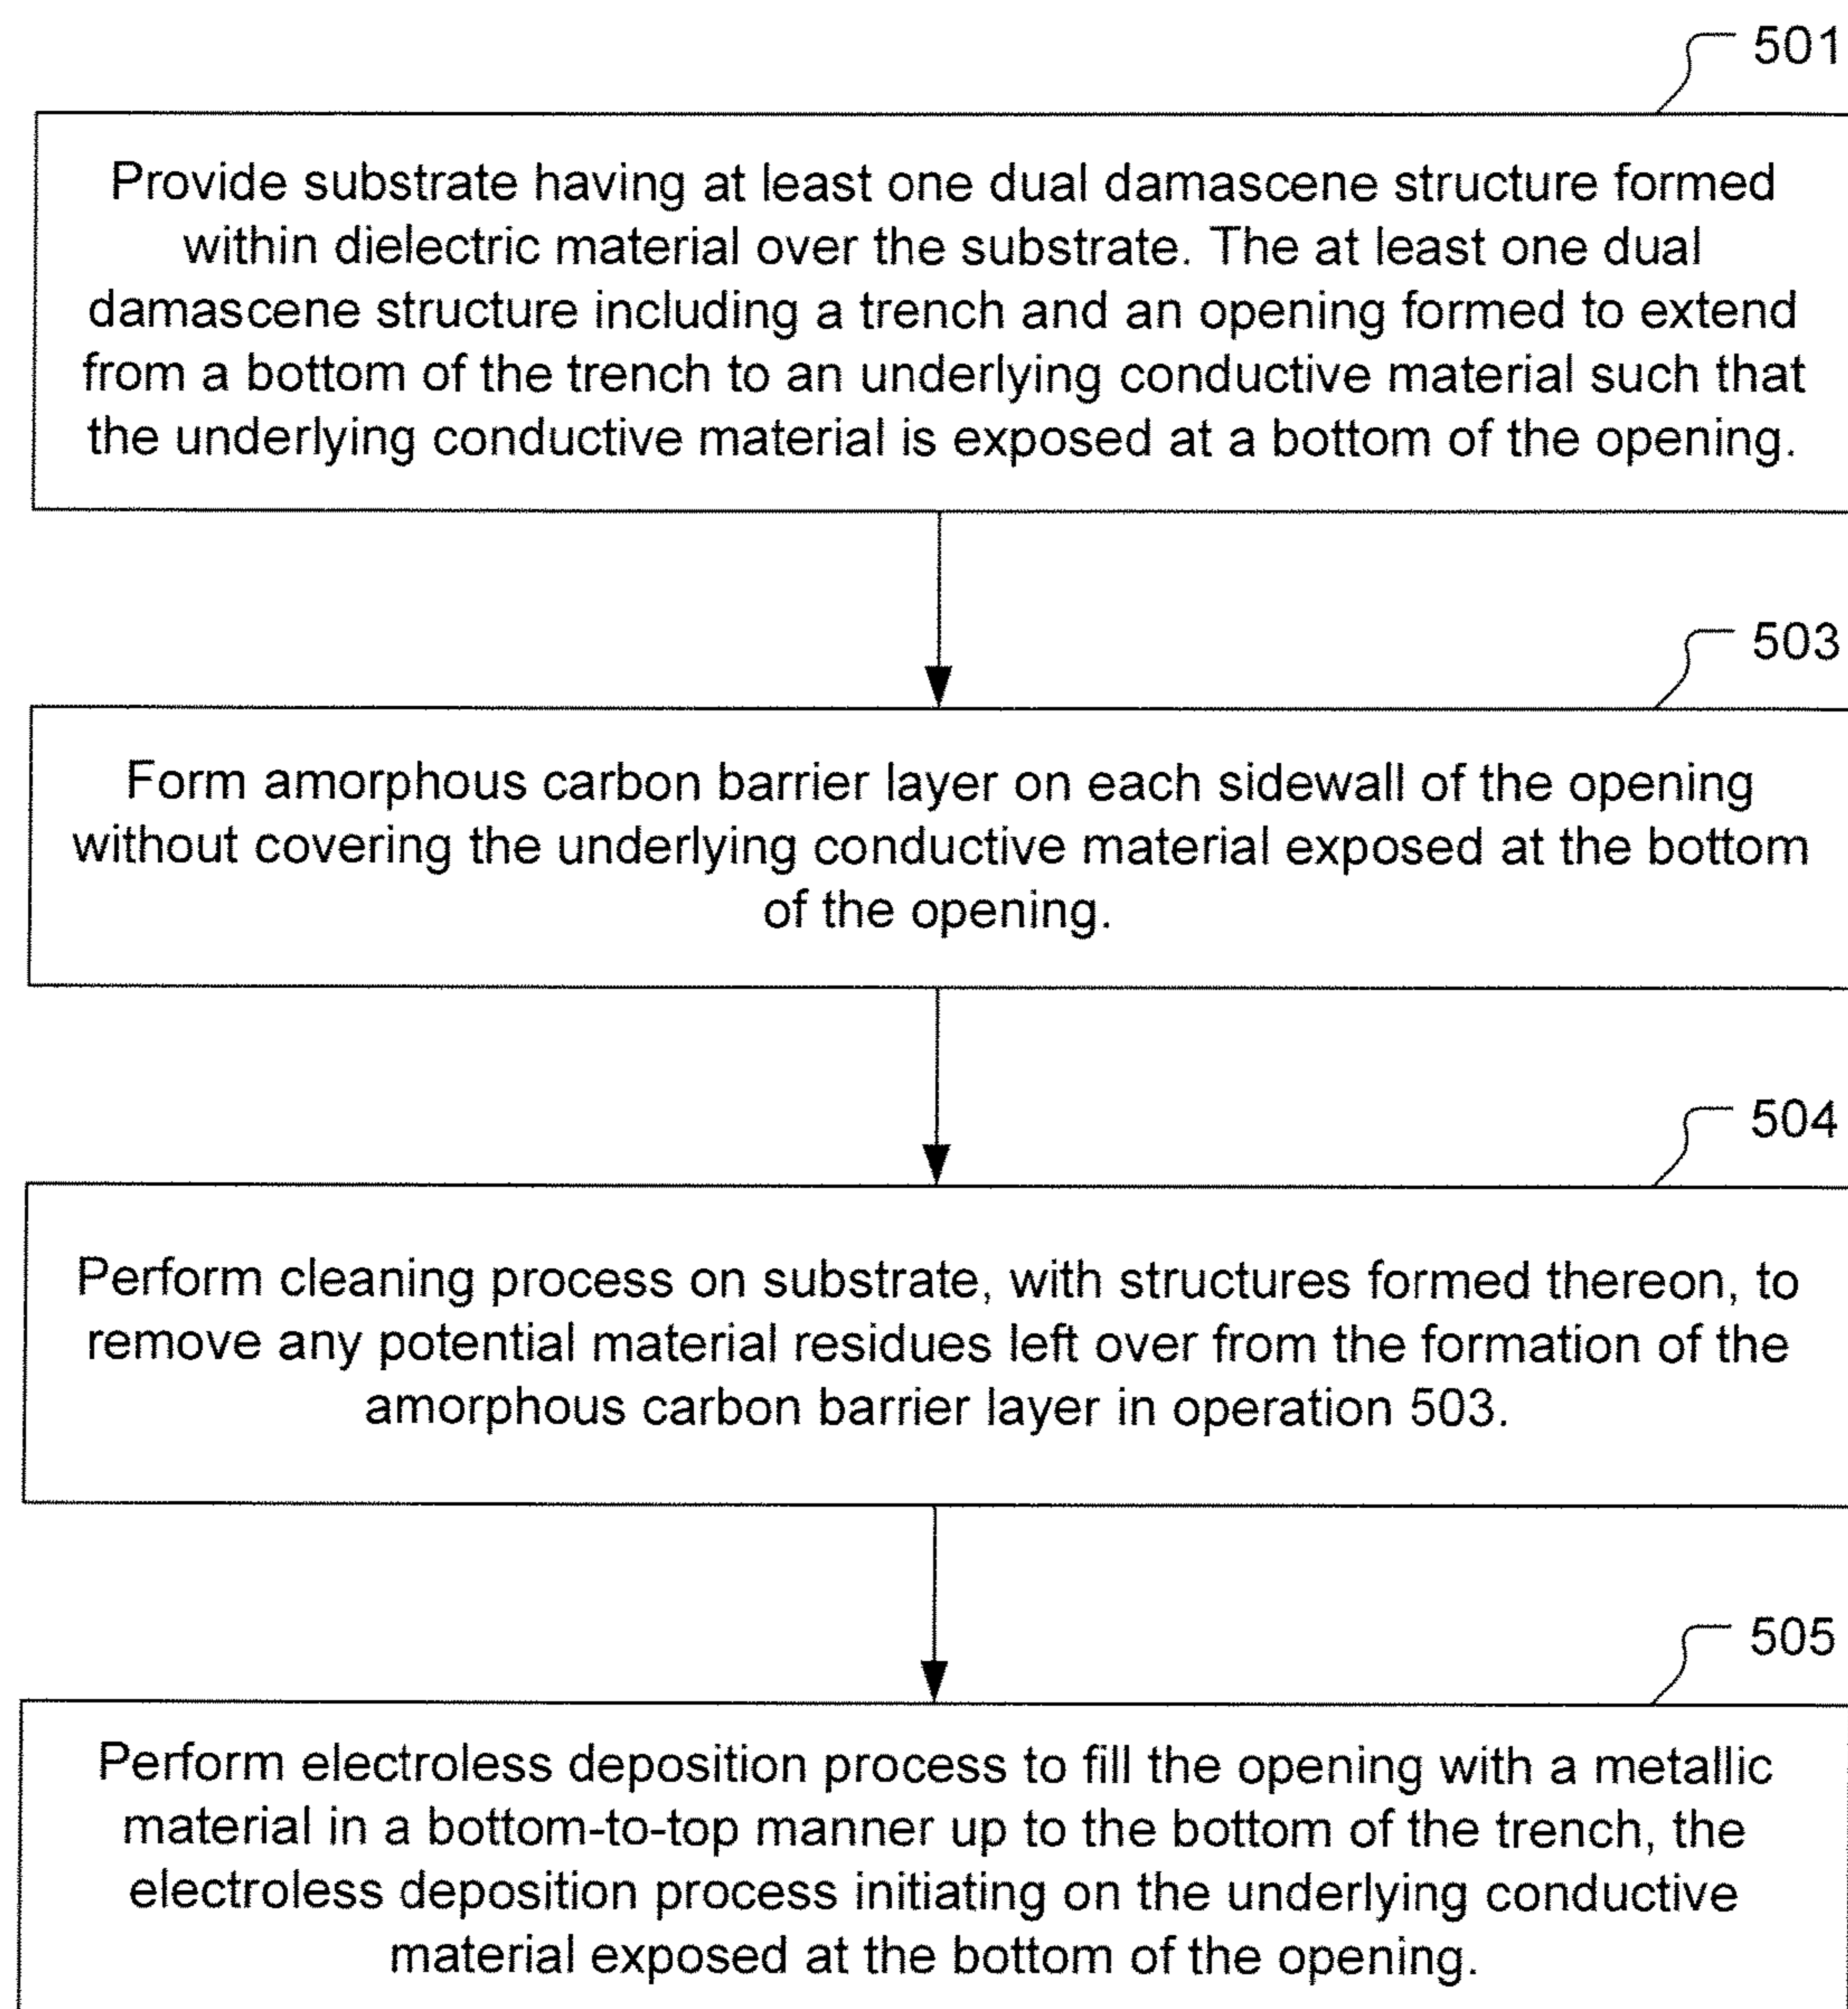 501
Provide substrate having at least one dual damascene structure formed
within dielectric material over the substrate. The at least one dual
damascene structure including a trench and an opening formed to extend
from a bottom of the trench to an underlying conductive material such that
the underlying conductive material is exposed at a bottom of the opening.
503
Form amorphous carbon barrier layer on each sidewall of the opening
without covering the underlying conductive material exposed at the bottom
of the opening.
504
Perform cleaning process on substrate, with structures formed thereon, to
remove any potential material residues left over from the formation of the
amorphous carbon barrier layer in operation 503.
505
Perform electroless deposition process to fill the opening with a metallic
material in a bottom-to-top manner up to the bottom of the trench, the
electroless deposition process initiating on the underlying conductive
material exposed at the bottom of the opening.